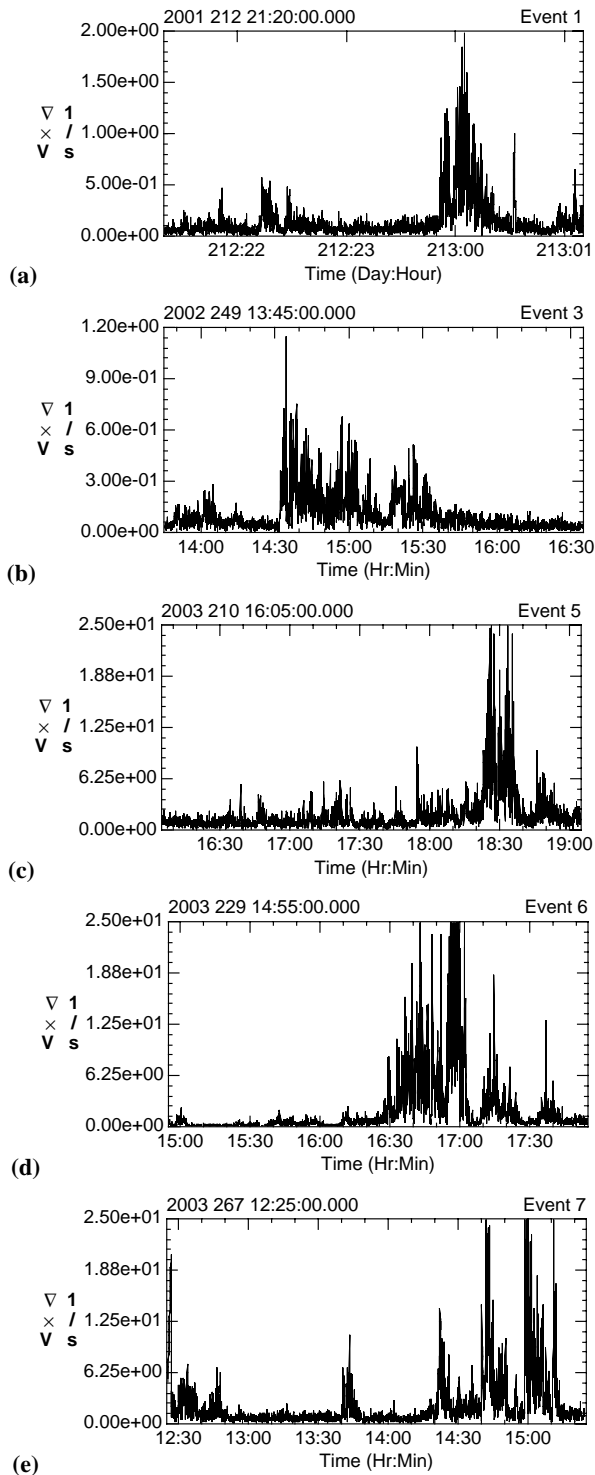 2001 212 21:20:00.000 Event 1
2.00e+00
1.50e+00
∇ 1
× /
V s
1.00e+00
5.00e-01
0.00e+00
212:22 212:23 213:00 213:01
Time (Day:Hour)
(a)
2002 249 13:45:00.000 Event 3
1.20e+00
9.00e-01
∇ 1
× /
V s
6.00e-01
3.00e-01
0.00e+00
14:00 14:30 15:00 15:30 16:00 16:30
Time (Hr:Min)
(b)
2003 210 16:05:00.000 Event 5
2.50e+01
1.88e+01
∇ 1
× /
V s
1.25e+01
6.25e+00
0.00e+00
16:30 17:00 17:30 18:00 18:30 19:00
Time (Hr:Min)
(c)
2003 229 14:55:00.000 Event 6
2.50e+01
1.88e+01
∇ 1
× /
V s
1.25e+01
6.25e+00
0.00e+00
15:00 15:30 16:00 16:30 17:00 17:30
Time (Hr:Min)
(d)
2003 267 12:25:00.000 Event 7
2.50e+01
1.88e+01
∇ 1
× /
V s
1.25e+01
6.25e+00
0.00e+00
12:30 13:00 13:30 14:00 14:30 15:00
Time (Hr:Min)
(e)